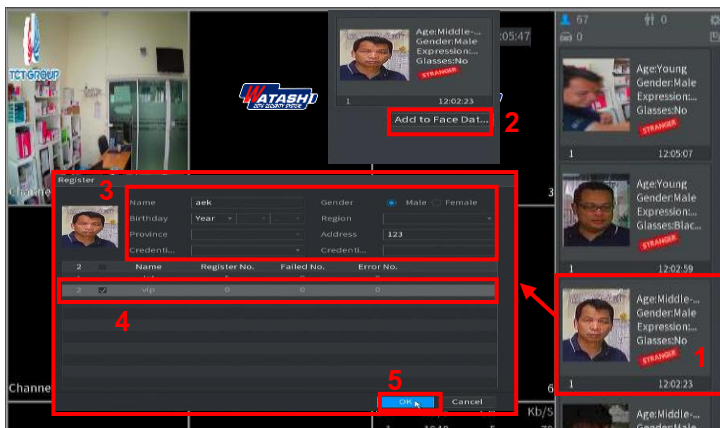 TCT GROUP
WATASHI
CITY SECURITY SYSTEM
:05:47
Age:Middle-...
Gender:Male
Expression:...
Glasses:No
STRANGER
1 12:02:23
Add to Face Dat...
2
67 0
0
Age:Young
Gender:Male
Expression:...
Glasses:No
STRANGER
1 12:05:07
Age:Young
Gender:Male
Expression:...
Glasses:Blac...
STRANGER
1 12:02:59
Age:Middle-...
Gender:Male
Expression:...
Glasses:No
STRANGER
1
1 12:02:23
Age:Middle-...
Gender:Male
Channel
3
Register
3
Name aek Gender Male Female
Birthday Year Region
Province Address 123
Credenti... Credenti...
2 Name Register No. Failed No. Error No.
2 vip 0 0 0
4
5
OK Cancel
Channe
6
Kb/S